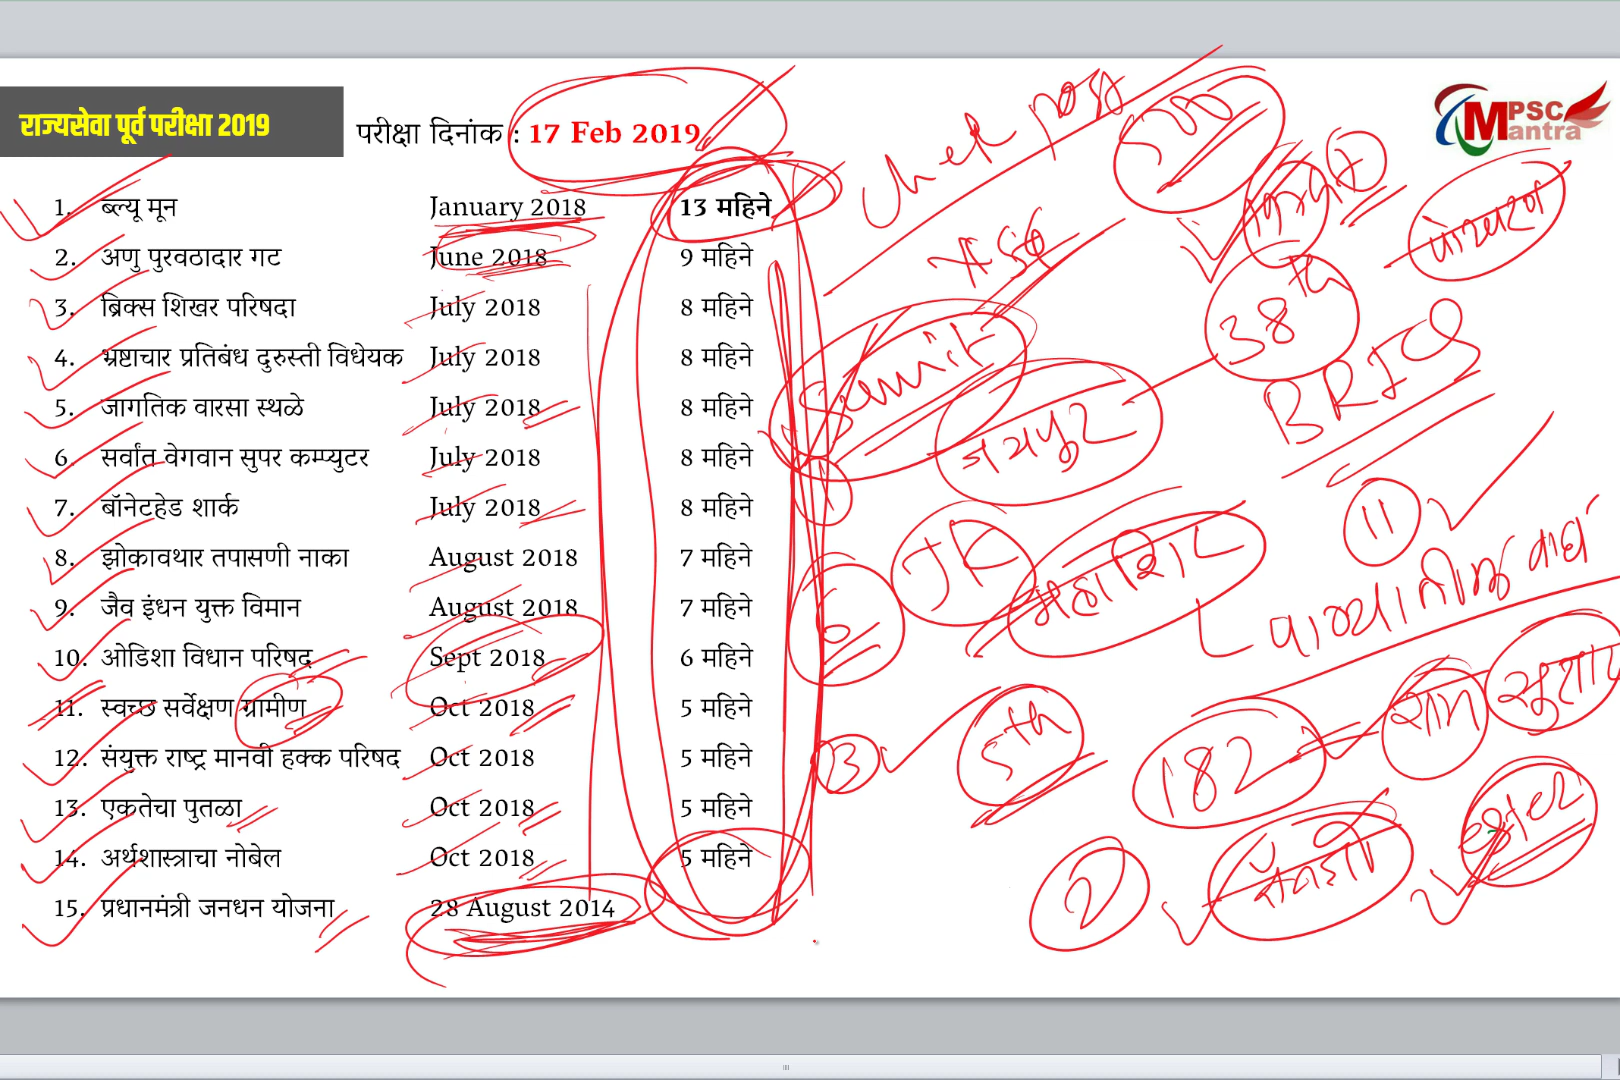 राज्यसेवा पूर्व परीक्षा 2019
परीक्षा दिनांक : 17 Feb 2019
MPSC Mantra
1. ब्ल्यू मून January 2018 13 महिने
2. अणु पुरवठादार गट June 2018 9 महिने
3. ब्रिक्स शिखर परिषदा July 2018 8 महिने
4. भ्रष्टाचार प्रतिबंध दुरुस्ती विधेयक July 2018 8 महिने
5. जागतिक वारसा स्थळे July 2018 8 महिने
6. सर्वांत वेगवान सुपर कम्प्युटर July 2018 8 महिने
7. बॉनेटहेड शार्क July 2018 8 महिने
8. झोकावथार तपासणी नाका August 2018 7 महिने
9. जैव इंधन युक्त विमान August 2018 7 महिने
10. ओडिशा विधान परिषद Sept 2018 6 महिने
11. स्वच्छ सर्वेक्षण ग्रामीण Oct 2018 5 महिने
12. संयुक्त राष्ट्र मानवी हक्क परिषद Oct 2018 5 महिने
13. एकतेचा पुतळा Oct 2018 5 महिने
14. अर्थशास्त्राचा नोबेल Oct 2018 5 महिने
15. प्रधानमंत्री जनधन योजना 28 August 2014
38
BRICS
जयपूर
11
JK
5th
182
राम
2